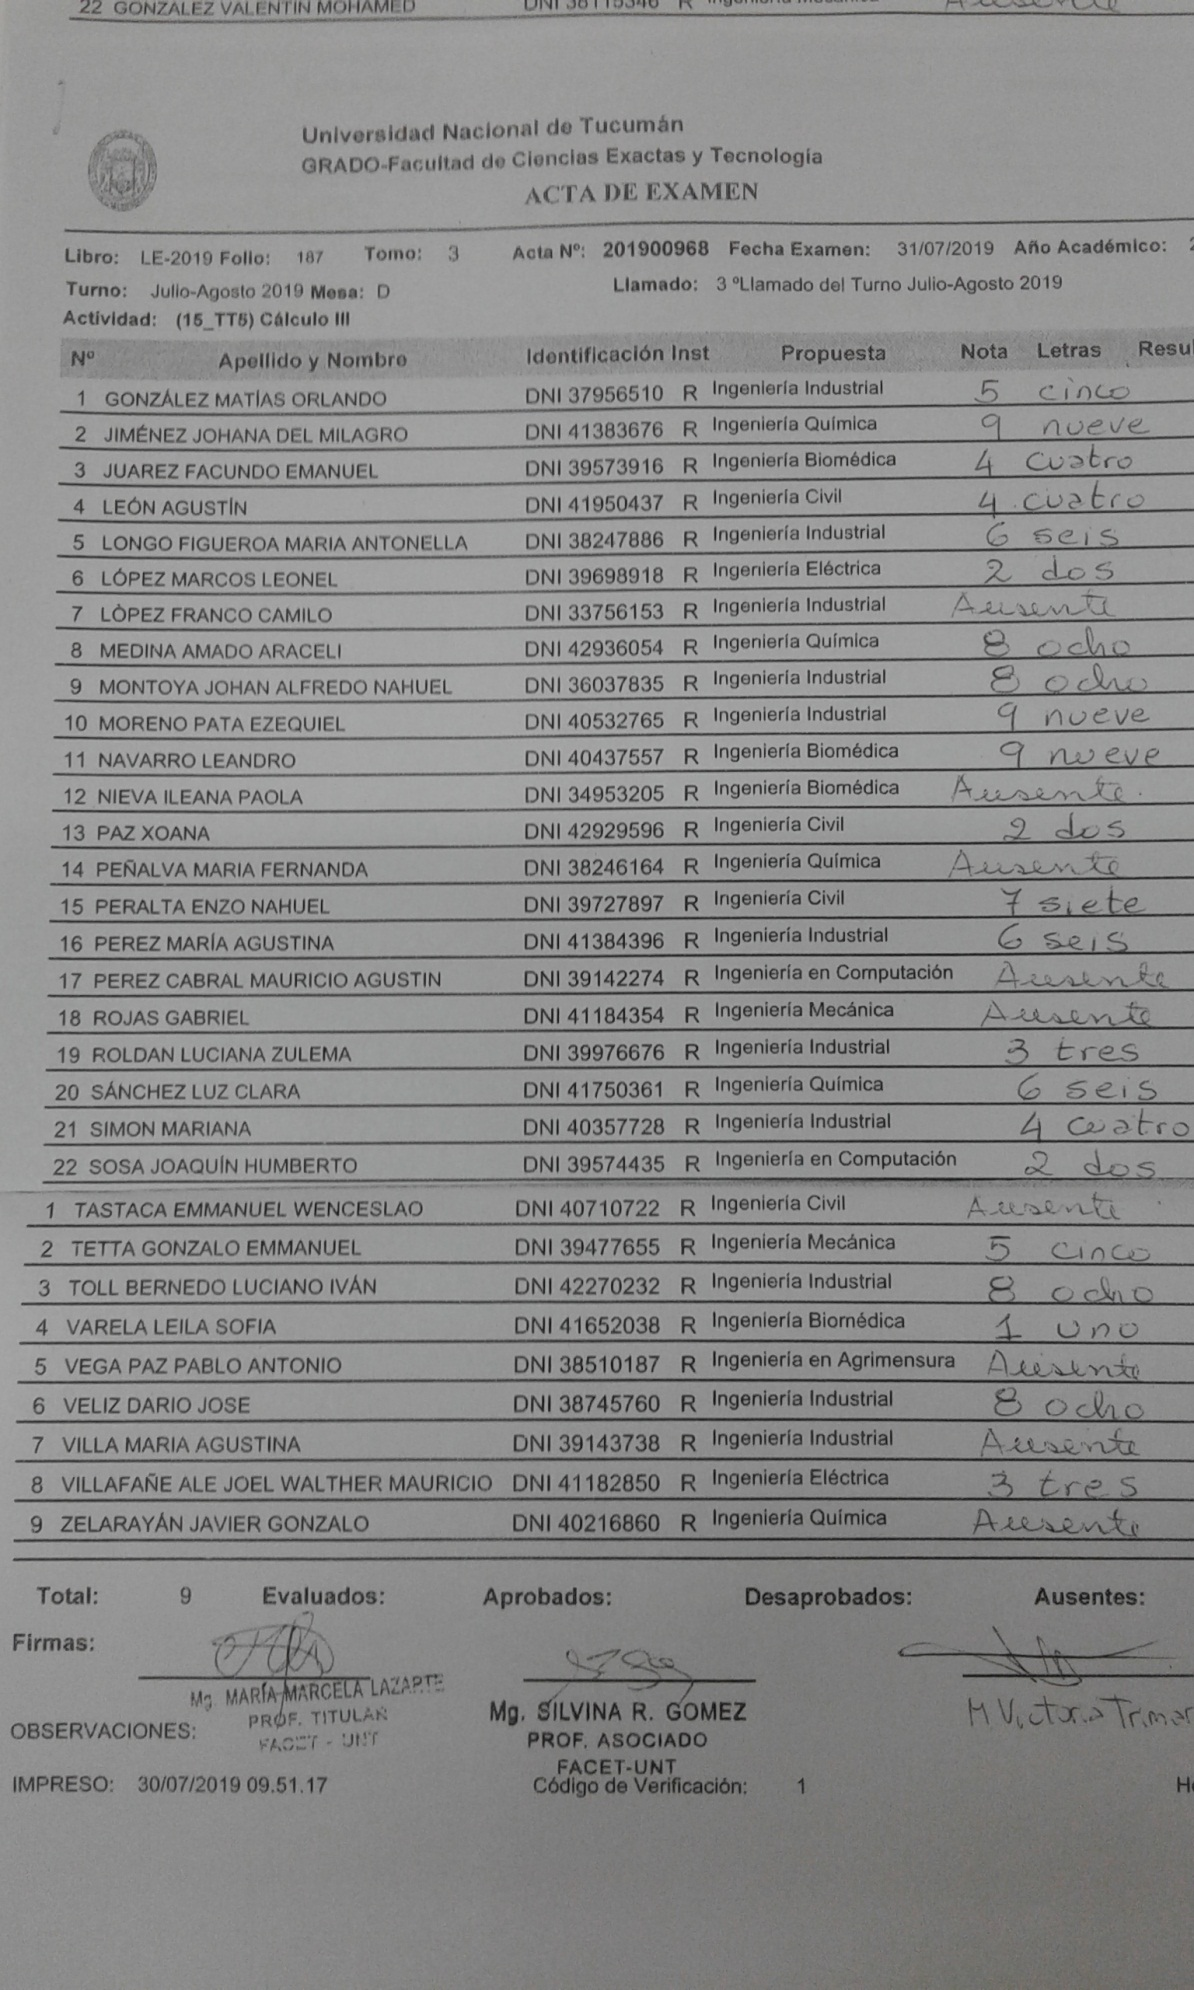 22 GONZALEZ VALENTIN MOHAMED DNI 38115346 R Ingeniería Mecánica Ausente
Universidad Nacional de Tucumán
GRADO-Facultad de Ciencias Exactas y Tecnología
ACTA DE EXAMEN
Libro: LE-2019 Folio: 187 Tomo: 3 Acta Nº: 201900968 Fecha Examen: 31/07/2019 Año Académico: 2
Turno: Julio-Agosto 2019 Mesa: D Llamado: 3 ºLlamado del Turno Julio-Agosto 2019
Actividad: (15_TT5) Cálculo III
Nº Apellido y Nombre Identificación Inst Propuesta Nota Letras Resul
1 GONZÁLEZ MATÍAS ORLANDO DNI 37956510 R Ingeniería Industrial 5 cinco
2 JIMÉNEZ JOHANA DEL MILAGRO DNI 41383676 R Ingeniería Química 9 nueve
3 JUAREZ FACUNDO EMANUEL DNI 39573916 R Ingeniería Biomédica 4 cuatro
4 LEÓN AGUSTÍN DNI 41950437 R Ingeniería Civil 4 cuatro
5 LONGO FIGUEROA MARIA ANTONELLA DNI 38247886 R Ingeniería Industrial 6 seis
6 LÓPEZ MARCOS LEONEL DNI 39698918 R Ingeniería Eléctrica 2 dos
7 LÒPEZ FRANCO CAMILO DNI 33756153 R Ingeniería Industrial Ausente
8 MEDINA AMADO ARACELI DNI 42936054 R Ingeniería Química 8 ocho
9 MONTOYA JOHAN ALFREDO NAHUEL DNI 36037835 R Ingeniería Industrial 8 ocho
10 MORENO PATA EZEQUIEL DNI 40532765 R Ingeniería Industrial 9 nueve
11 NAVARRO LEANDRO DNI 40437557 R Ingeniería Biomédica 9 nueve
12 NIEVA ILEANA PAOLA DNI 34953205 R Ingeniería Biomédica Ausente.
13 PAZ XOANA DNI 42929596 R Ingeniería Civil 2 dos
14 PEÑALVA MARIA FERNANDA DNI 38246164 R Ingeniería Química Ausente
15 PERALTA ENZO NAHUEL DNI 39727897 R Ingeniería Civil 7 siete
16 PEREZ MARÍA AGUSTINA DNI 41384396 R Ingeniería Industrial 6 seis
17 PEREZ CABRAL MAURICIO AGUSTIN DNI 39142274 R Ingeniería en Computación Ausente
18 ROJAS GABRIEL DNI 41184354 R Ingeniería Mecánica Ausente
19 ROLDAN LUCIANA ZULEMA DNI 39976676 R Ingeniería Industrial 3 tres
20 SÁNCHEZ LUZ CLARA DNI 41750361 R Ingeniería Química 6 seis
21 SIMON MARIANA DNI 40357728 R Ingeniería Industrial 4 cuatro
22 SOSA JOAQUÍN HUMBERTO DNI 39574435 R Ingeniería en Computación 2 dos
1 TASTACA EMMANUEL WENCESLAO DNI 40710722 R Ingeniería Civil Ausente
2 TETTA GONZALO EMMANUEL DNI 39477655 R Ingeniería Mecánica 5 cinco
3 TOLL BERNEDO LUCIANO IVÁN DNI 42270232 R Ingeniería Industrial 8 ocho
4 VARELA LEILA SOFIA DNI 41652038 R Ingeniería Biomédica 1 uno
5 VEGA PAZ PABLO ANTONIO DNI 38510187 R Ingeniería en Agrimensura Ausente
6 VELIZ DARIO JOSE DNI 38745760 R Ingeniería Industrial 8 ocho
7 VILLA MARIA AGUSTINA DNI 39143738 R Ingeniería Industrial Ausente
8 VILLAFAÑE ALE JOEL WALTHER MAURICIO DNI 41182850 R Ingeniería Eléctrica 3 tres
9 ZELARAYÁN JAVIER GONZALO DNI 40216860 R Ingeniería Química Ausente
Total: 9 Evaluados: Aprobados: Desaprobados: Ausentes:
Firmas:
Mg. MARÍA MARCELA LAZARTE Mg. SILVINA R. GOMEZ M Victoria Trimar
OBSERVACIONES: PROF. TITULAR PROF. ASOCIADO
FACET - UNT FACET-UNT
IMPRESO: 30/07/2019 09.51.17 Código de Verificación: 1 H